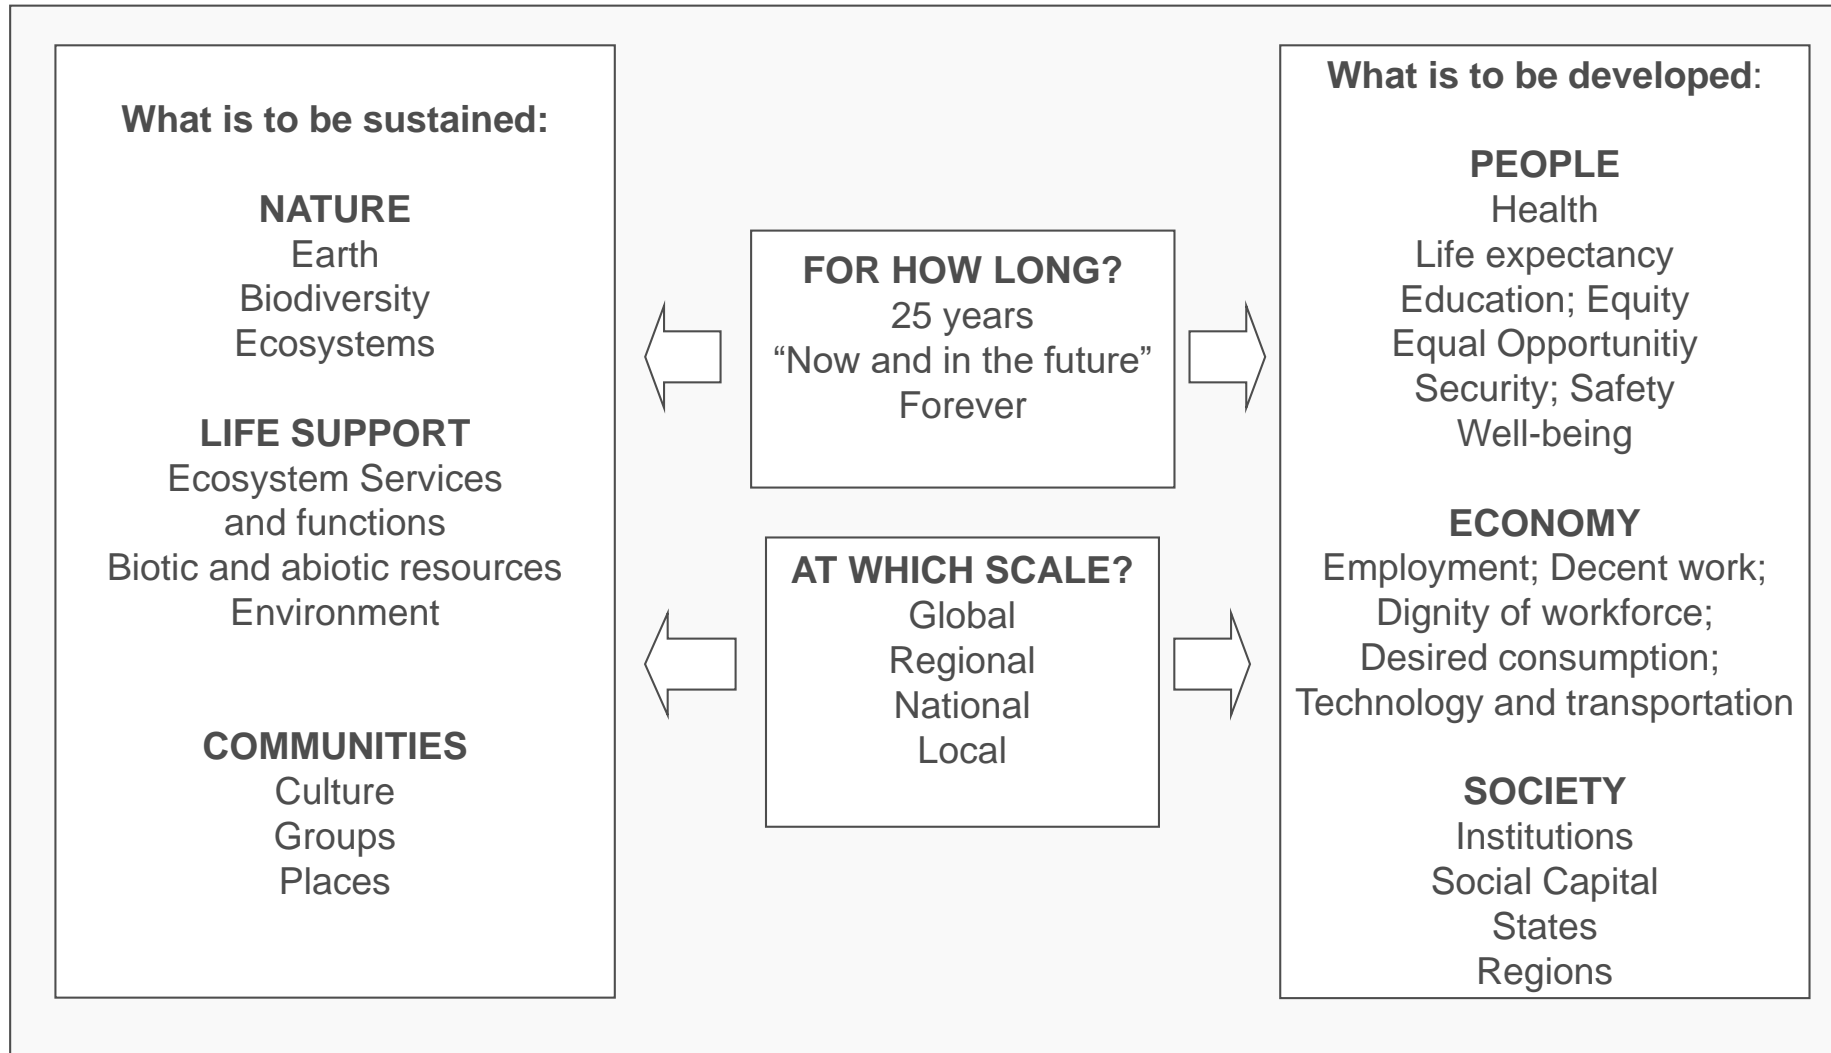 What is to be sustained:
NATURE
Earth
Biodiversity
Ecosystems
LIFE SUPPORT
Ecosystem Services
and functions
Biotic and abiotic resources
Environment
COMMUNITIES
Culture
Groups
Places
FOR HOW LONG?
25 years
“Now and in the future”
Forever
AT WHICH SCALE?
Global
Regional
National
Local
What is to be developed:
PEOPLE
Health
Life expectancy
Education; Equity
Equal Opportunitiy
Security; Safety
Well-being
ECONOMY
Employment; Decent work;
Dignity of workforce;
Desired consumption;
Technology and transportation
SOCIETY
Institutions
Social Capital
States
Regions